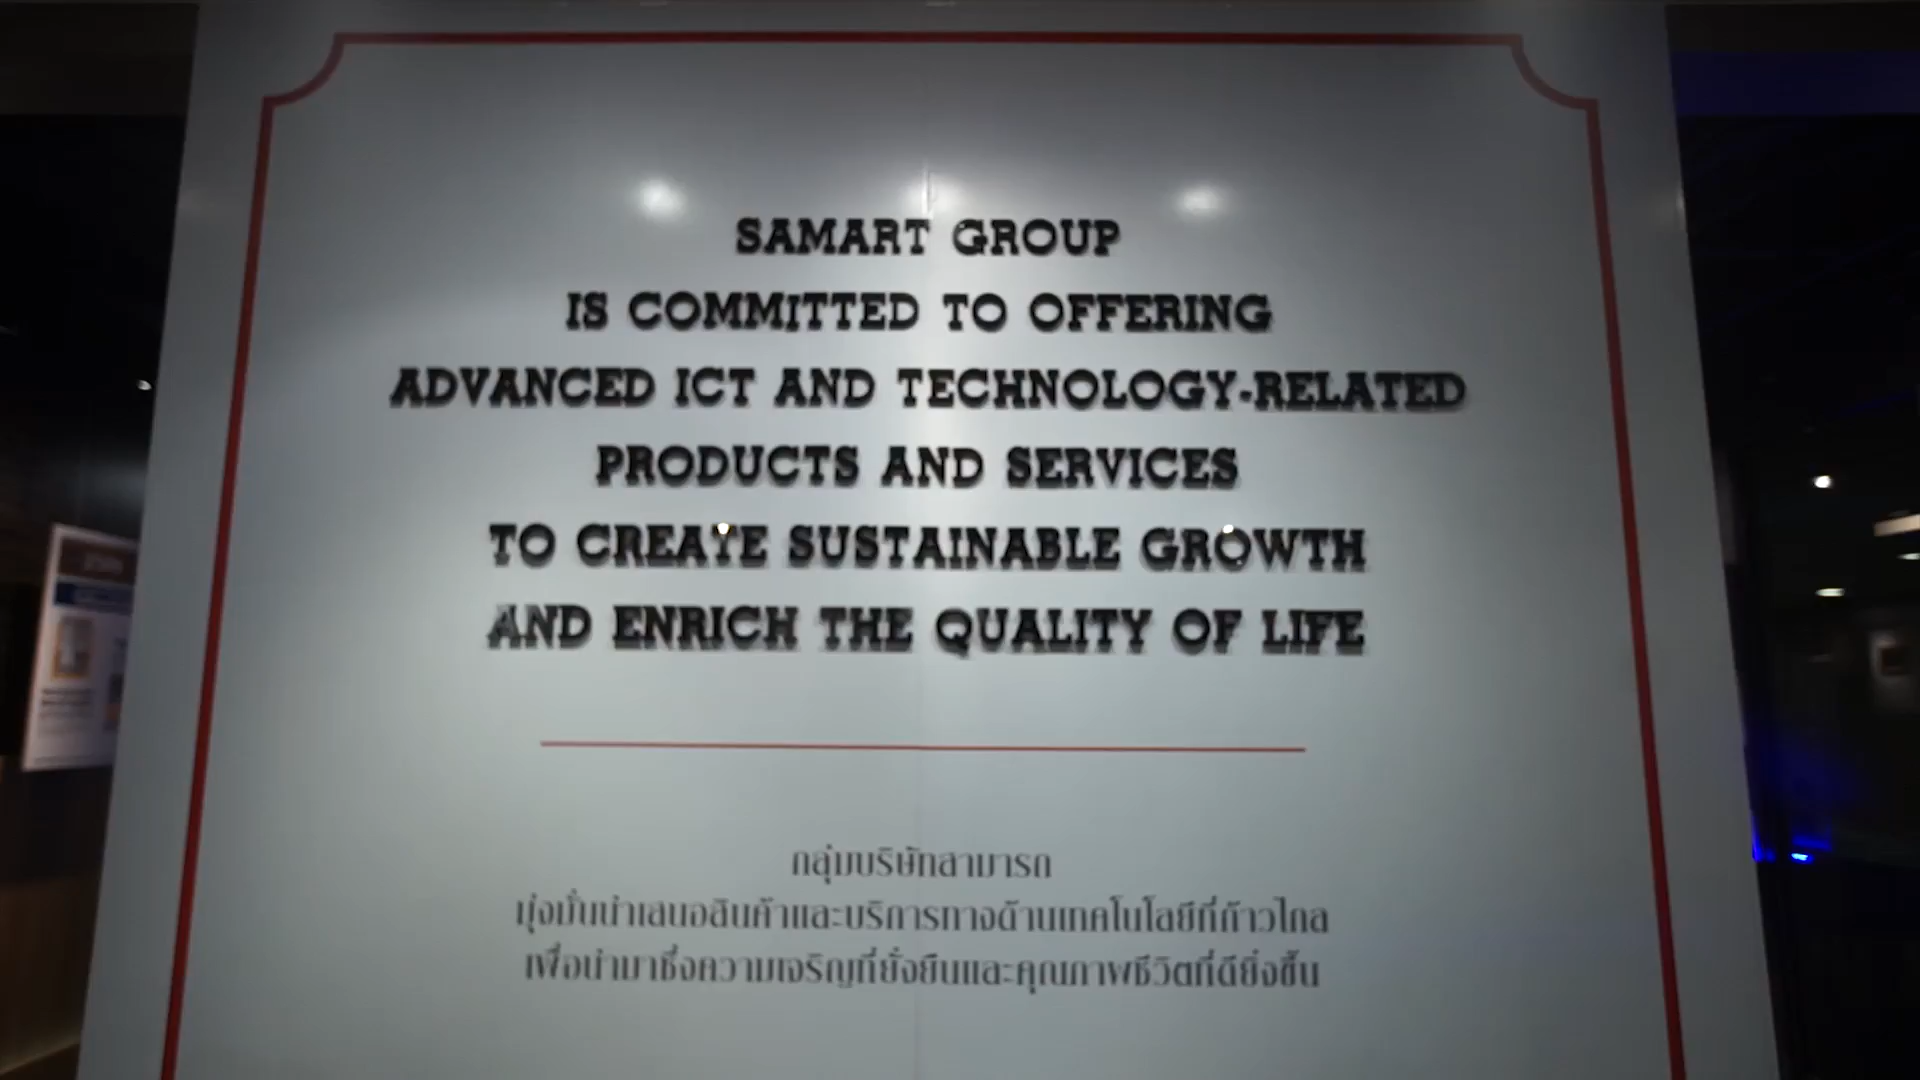 SAMART GROUP
IS COMMITTED TO OFFERING
ADVANCED ICT AND TECHNOLOGY-RELATED
PRODUCTS AND SERVICES
TO CREATE SUSTAINABLE GROWTH
AND ENRICH THE QUALITY OF LIFE
กลุ่มบริษัทสามารถ
มุ่งมั่นนำเสนอสินค้าและบริการทางด้านเทคโนโลยีที่ก้าวไกล
เพื่อนำมาซึ่งความเจริญที่ยั่งยืนและคุณภาพชีวิตที่ดียิ่งขึ้น